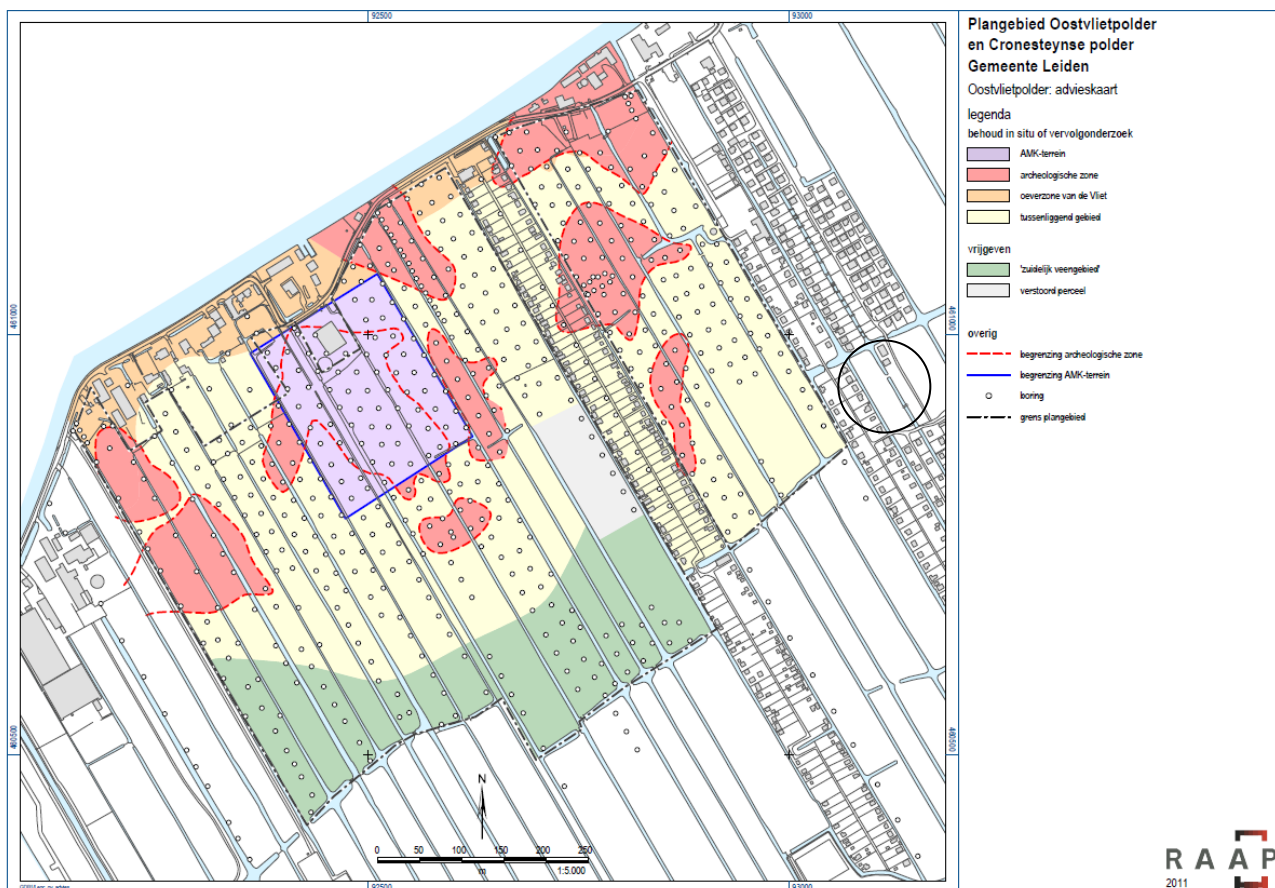 92500
93000
Plangebied Oostvlietpolder
en Cronesteynse polder
Gemeente Leiden
Oostvlietpolder: advieskaart
legenda
behoud in situ of vervolgonderzoek
AMK-terrein
archeologische zone
oeverzone van de Vliet
tussenliggend gebied
vrijgeven
'zuidelijk veengebied'
verstoord perceel
overig
begrenzing archeologische zone
begrenzing AMK-terrein
boring
grens plangebied
461000
461000
460500
460500
N
0 50 100 150 200 250
m
1:5.000
92500
93000
RAAP
2011